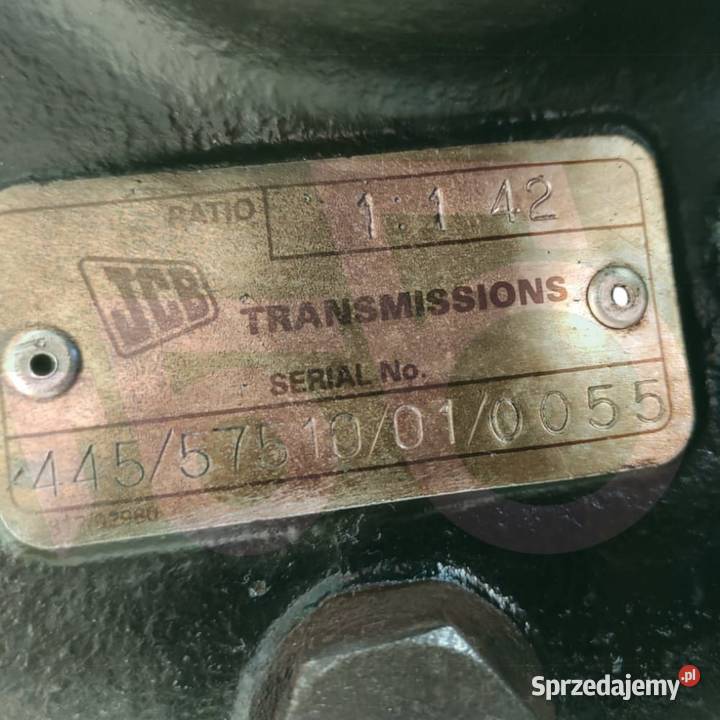 RATIO 1:1 42
JCB TRANSMISSIONS
SERIAL No.
445/57510/01/0055
Sprzedajemy.pl